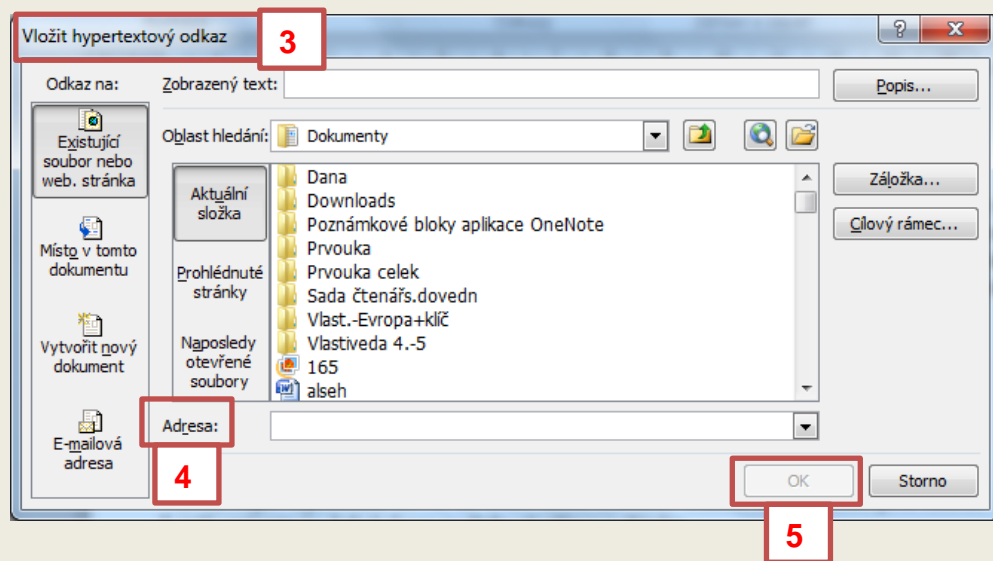 Vložit hypertextový odkaz
3
?
X
Odkaz na:
Zobrazený text:
Popis...
Existující
soubor nebo
web. stránka
Oblast hledání:
Dokumenty
Aktuální
složka
Dana
Downloads
Poznámkové bloky aplikace OneNote
Prvouka
Prvouka celek
Sada čtenářs.dovedn
Vlast.-Evropa+klíč
Vlastiveda 4.-5
165
alseh
Záložka...
Cílový rámec...
Místo v tomto
dokumentu
Prohlédnuté
stránky
Vytvořit nový
dokument
Naposledy
otevřené
soubory
E-mailová
adresa
Adresa:
4
OK
Storno
5